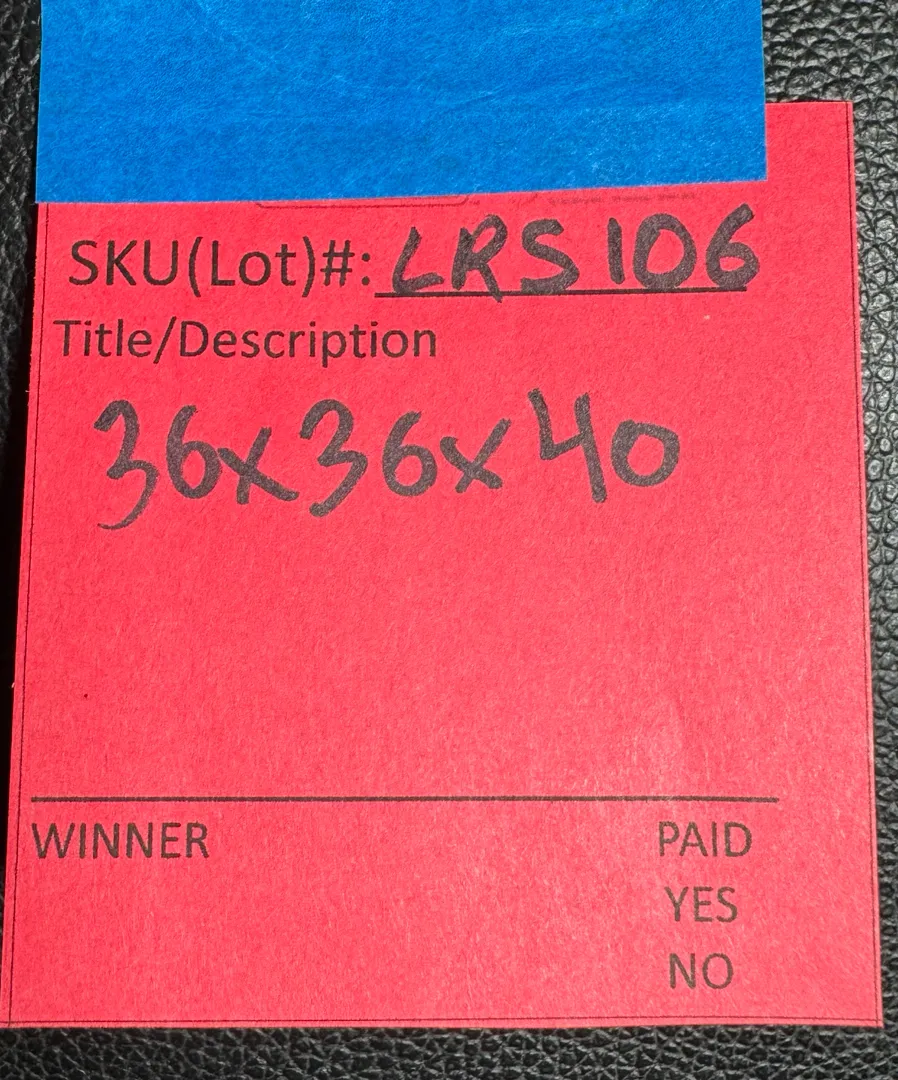 SKU(Lot)#: LRS106
Title/Description
36x36x40
WINNER PAID
YES
NO